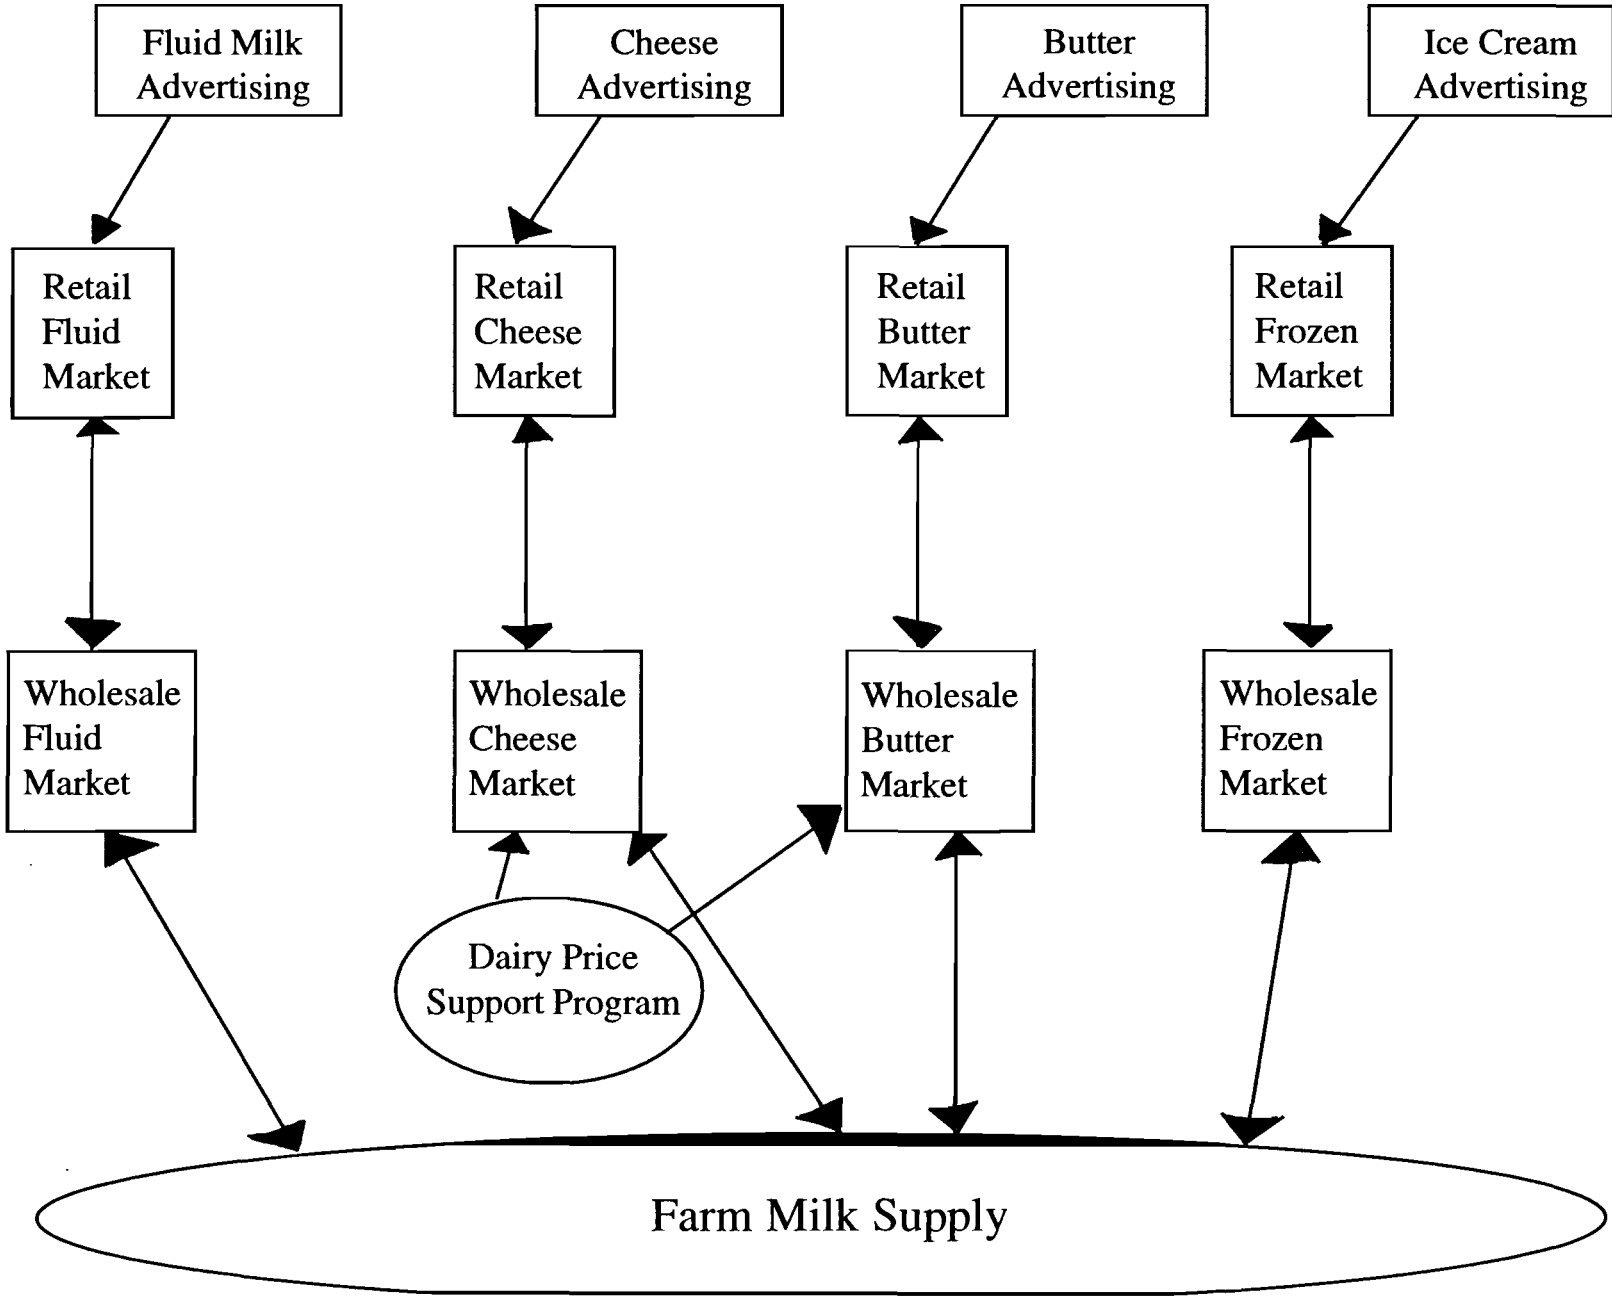 Fluid Milk
Advertising
Cheese
Advertising
Butter
Advertising
Ice Cream
Advertising
Retail
Fluid
Market
Retail
Cheese
Market
Retail
Butter
Market
Retail
Frozen
Market
Wholesale
Fluid
Market
Wholesale
Cheese
Market
Wholesale
Butter
Market
Wholesale
Frozen
Market
Dairy Price
Support Program
Farm Milk Supply